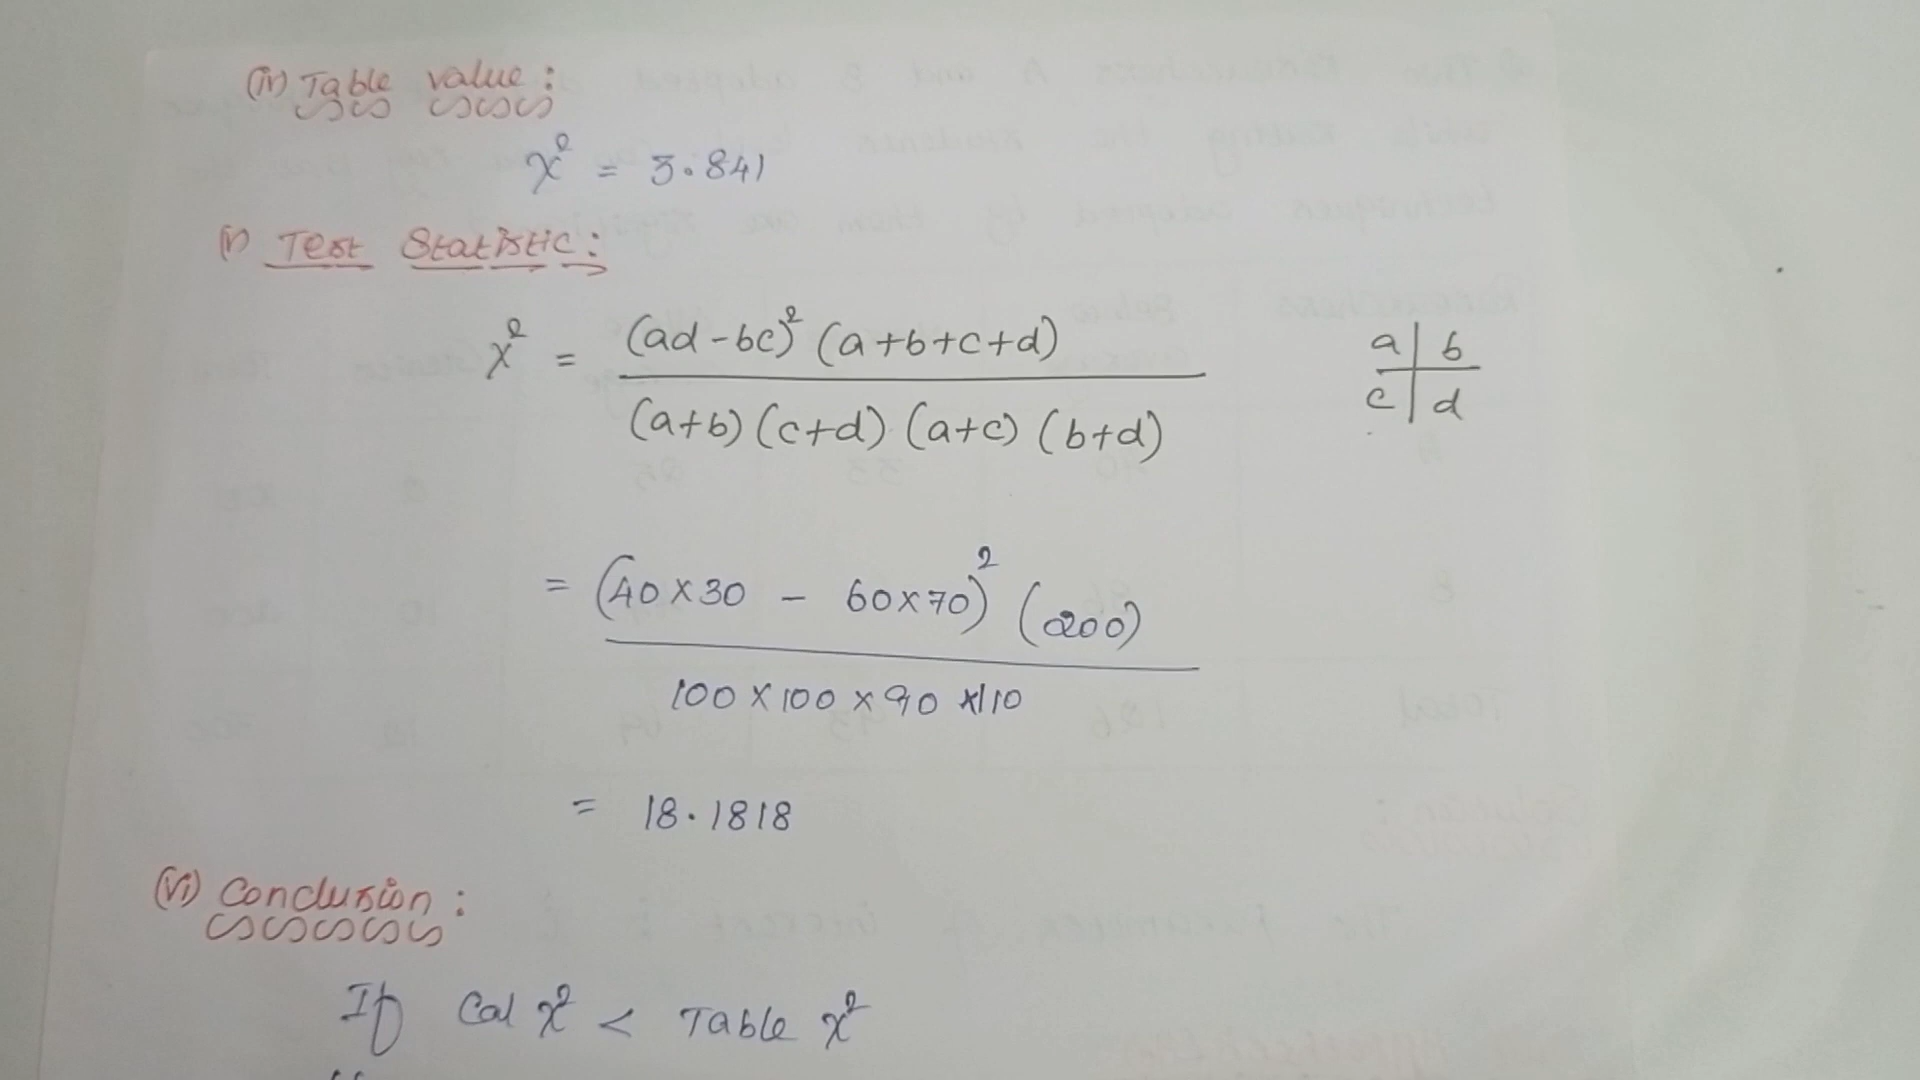 (iv) Table value:
χ² = 3.841
v) Test Statistic:
χ² = (ad-bc)² (a+b+c+d)
(a+b) (c+d) (a+c) (b+d)
a b
c d
= (40×30 - 60×70)² (200)
100×100×90×110
= 18.1818
(vi) Conclusion:
If Cal χ² < Table χ²